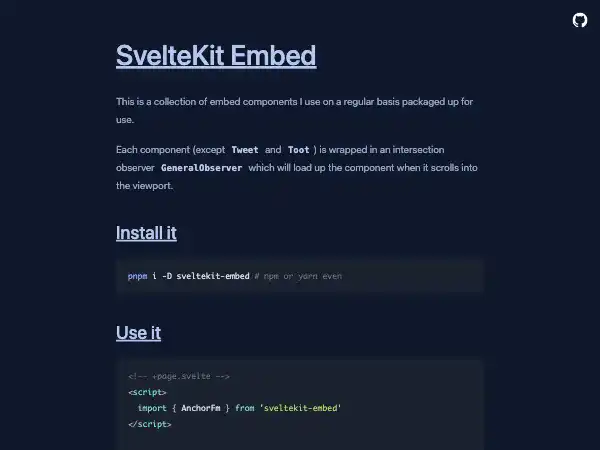 SvelteKit Embed
This is a collection of embed components I use on a regular basis packaged up for
use.
Each component (except Tweet and Toot ) is wrapped in an intersection
observer GeneralObserver which will load up the component when it scrolls into
the viewport.
Install it
pnpm i -D sveltekit-embed # npm or yarn even
Use it
<!-- +page.svelte -->
<script>
import { AnchorFm } from 'sveltekit-embed'
</script>